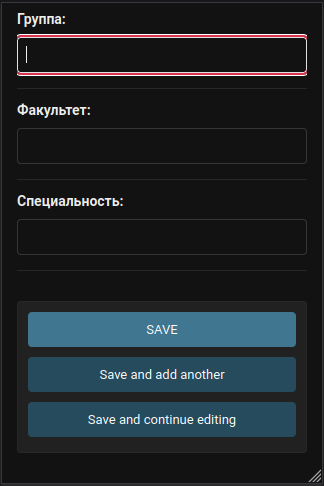 Группа:
Факультет:
Специальность:
SAVE
Save and add another
Save and continue editing